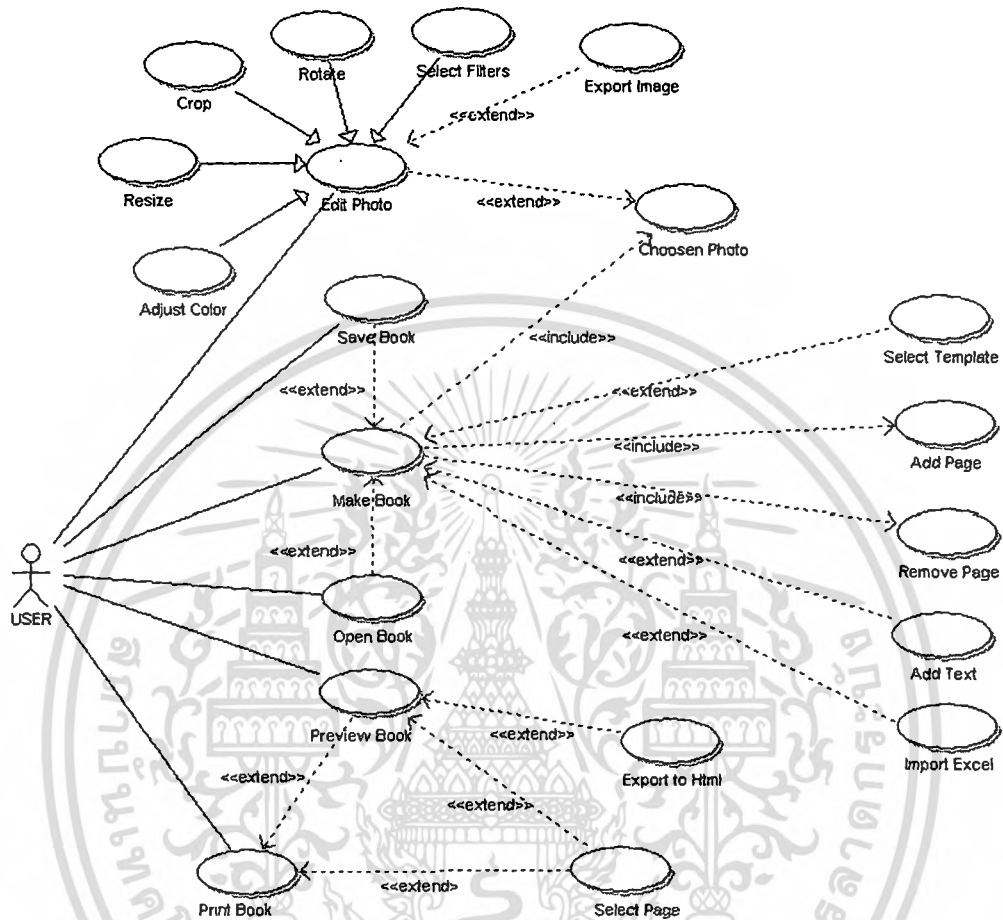 Rotate
Select Filters
Export Image
Crop
<<extend>>
Resize
Edit Photo
<<extend>>
Choosen Photo
Adjust Color
Save Book
<<include>>
Select Template
<<extend>>
<<extend>>
Add Page
<<include>>
Make Book
<<include>>
Remove Page
<<extend>>
<<extend>>
USER
Open Book
<<extend>>
Add Text
Preview Book
<<extend>>
Export to Html
Import Excel
<<extend>>
<<extend>>
Print Book
<<extend>
Select Page